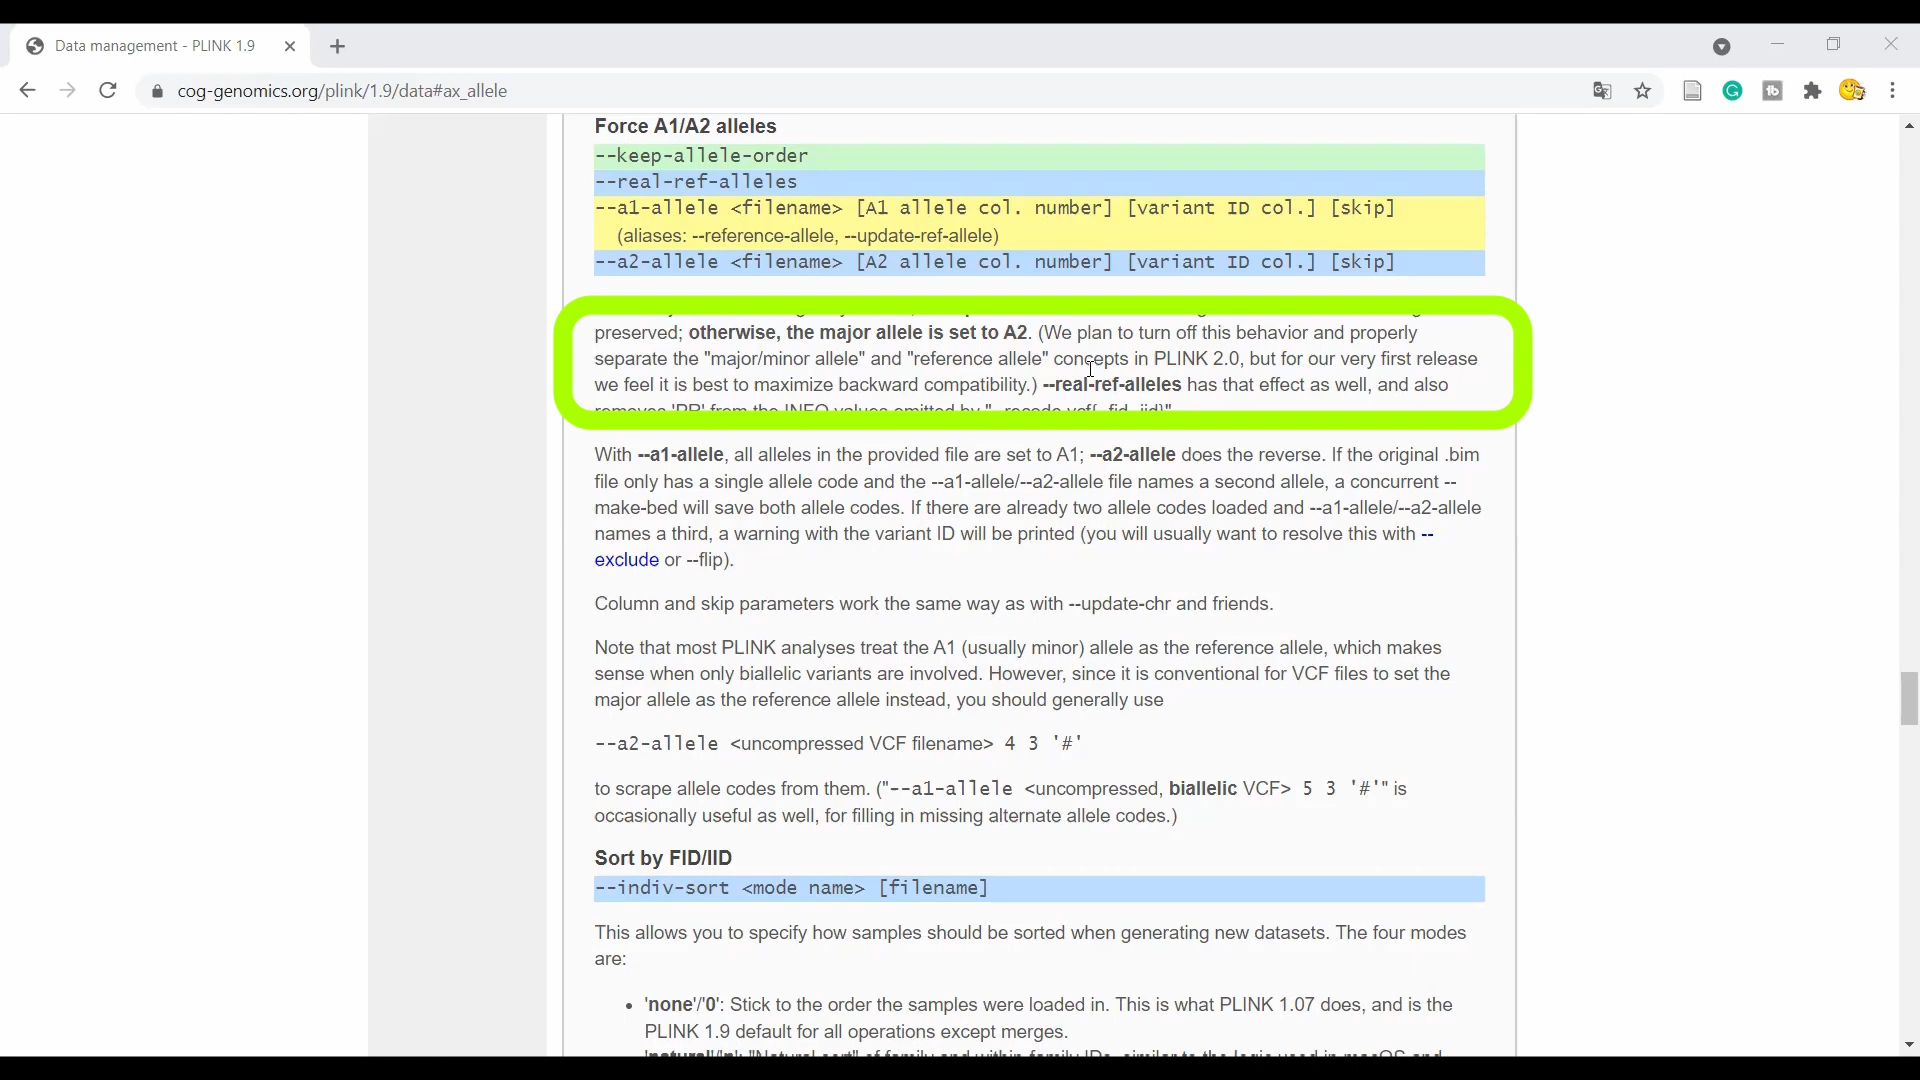 Data management - PLINK 1.9
cog-genomics.org/plink/1.9/data#ax_allele
Force A1/A2 alleles
--keep-allele-order
--real-ref-alleles
--a1-allele <filename> [A1 allele col. number] [variant ID col.] [skip]
(aliases: --reference-allele, --update-ref-allele)
--a2-allele <filename> [A2 allele col. number] [variant ID col.] [skip]
preserved; otherwise, the major allele is set to A2. (We plan to turn off this behavior and properly
separate the "major/minor allele" and "reference allele" concepts in PLINK 2.0, but for our very first release
we feel it is best to maximize backward compatibility.) --real-ref-alleles has that effect as well, and also
removes 'PR' from the INFO values emitted by "--recode vcf{-fid,-iid}".
With --a1-allele, all alleles in the provided file are set to A1; --a2-allele does the reverse. If the original .bim
file only has a single allele code and the --a1-allele/--a2-allele file names a second allele, a concurrent --
make-bed will save both allele codes. If there are already two allele codes loaded and --a1-allele/--a2-allele
names a third, a warning with the variant ID will be printed (you will usually want to resolve this with --
exclude or --flip).
Column and skip parameters work the same way as with --update-chr and friends.
Note that most PLINK analyses treat the A1 (usually minor) allele as the reference allele, which makes
sense when only biallelic variants are involved. However, since it is conventional for VCF files to set the
major allele as the reference allele instead, you should generally use
--a2-allele <uncompressed VCF filename> 4 3 '#'
to scrape allele codes from them. ("--a1-allele <uncompressed, biallelic VCF> 5 3 '#'" is
occasionally useful as well, for filling in missing alternate allele codes.)
Sort by FID/IID
--indiv-sort <mode name> [filename]
This allows you to specify how samples should be sorted when generating new datasets. The four modes
are:
• 'none'/'0': Stick to the order the samples were loaded in. This is what PLINK 1.07 does, and is the
PLINK 1.9 default for all operations except merges.